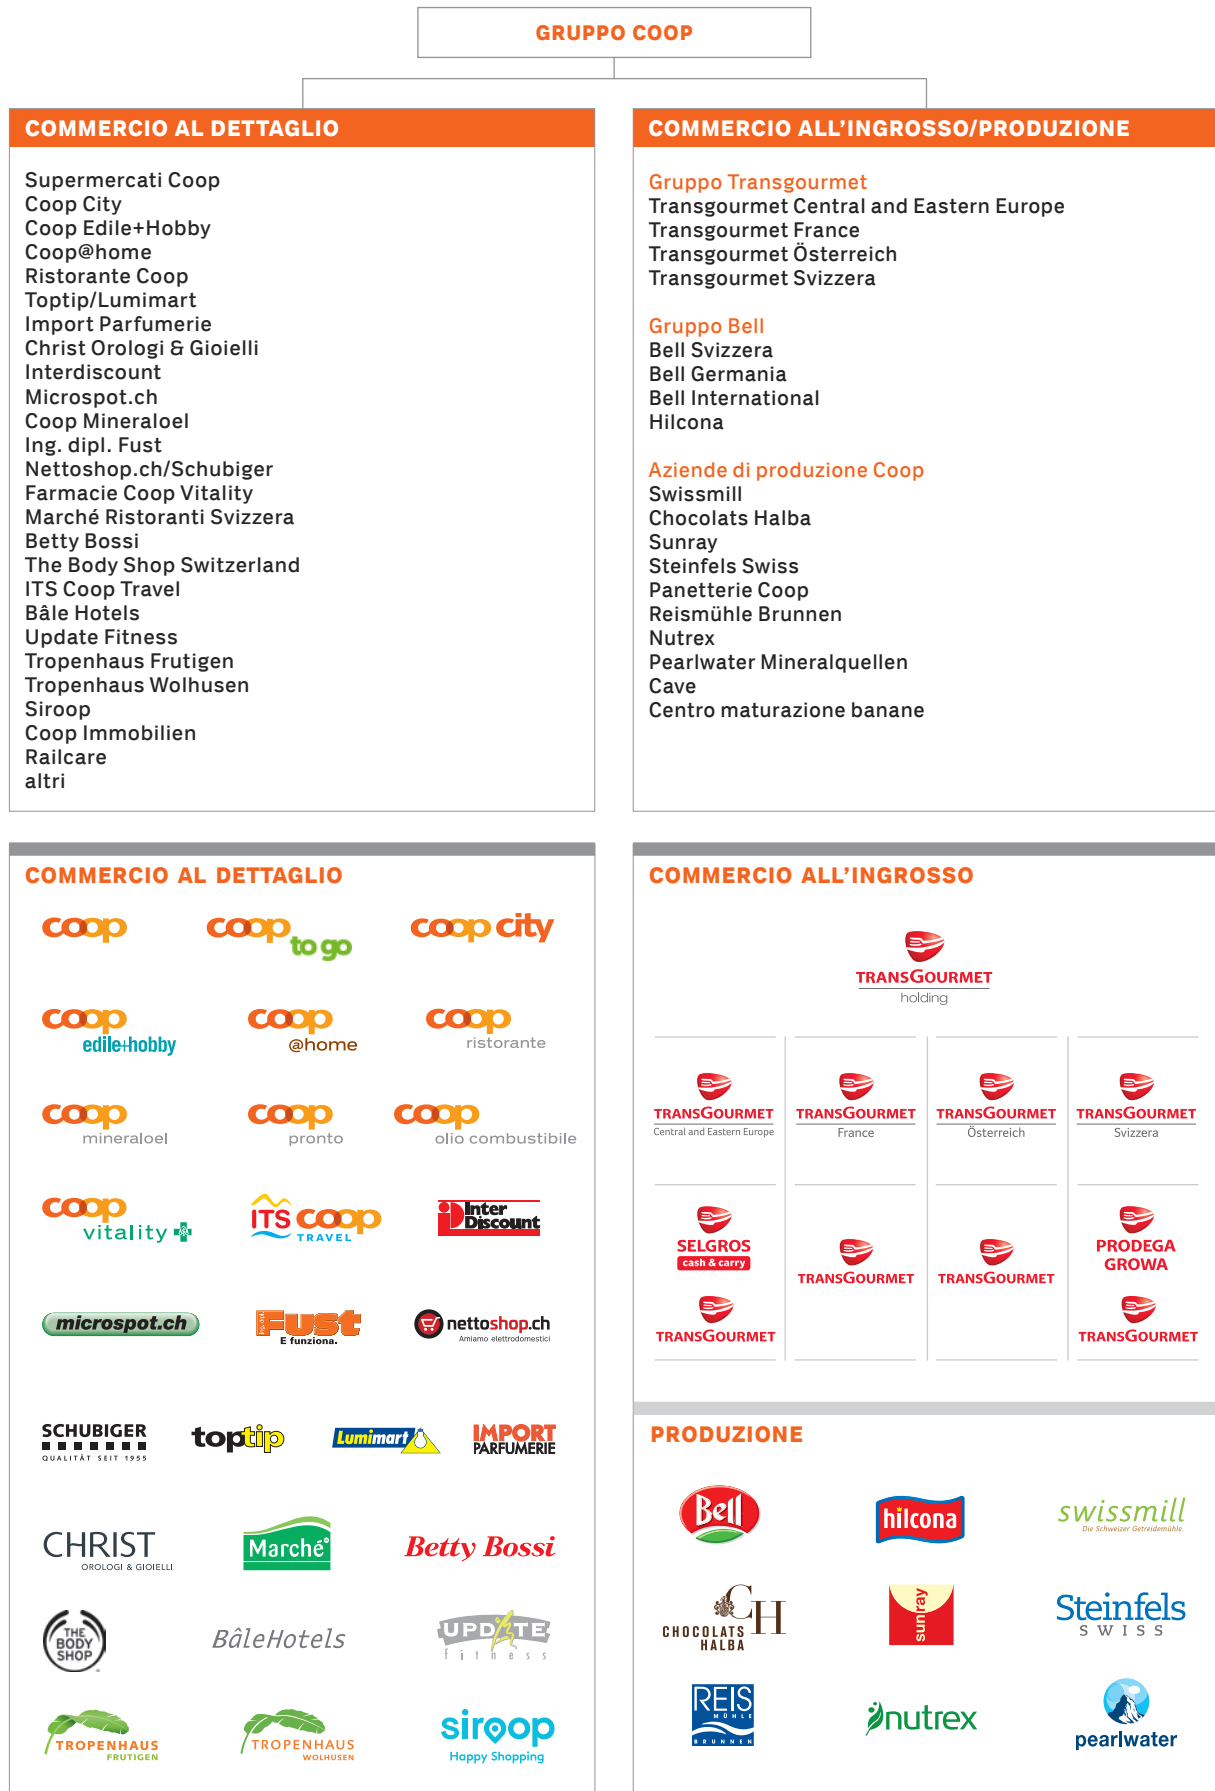 GRUPPO COOP
COMMERCIO AL DETTAGLIO
Supermercati Coop
Coop City
Coop Edile+Hobby
Coop@home
Ristorante Coop
Toptip/Lumimart
Import Parfumerie
Christ Orologi & Gioielli
Interdiscount
Microspot.ch
Coop Mineraloel
Ing. dipl. Fust
Nettoshop.ch/Schubiger
Farmacie Coop Vitality
Marché Ristoranti Svizzera
Betty Bossi
The Body Shop Switzerland
ITS Coop Travel
Bâle Hotels
Update Fitness
Tropenhaus Frutigen
Tropenhaus Wolhusen
Siroop
Coop Immobilien
Railcare
altri
COMMERCIO ALL'INGROSSO/PRODUZIONE
Gruppo Transgourmet
Transgourmet Central and Eastern Europe
Transgourmet France
Transgourmet Österreich
Transgourmet Svizzera
Gruppo Bell
Bell Svizzera
Bell Germania
Bell International
Hilcona
Aziende di produzione Coop
Swissmill
Chocolats Halba
Sunray
Steinfels Swiss
Panetterie Coop
Reismühle Brunnen
Nutrex
Pearlwater Mineralquellen
Cave
Centro maturazione banane
COMMERCIO AL DETTAGLIO
coop
coop
to go
coop city
coop
edile+hobby
coop
@home
coop
ristorante
coop
mineraloel
coop
pronto
coop
olio combustibile
coop
vitality
ITS coop
TRAVEL
iD Inter
Discount
microspot.ch
ing. dipl. Fust
E funziona.
nettoshop.ch
Amiamo elettrodomestici
SCHUBIGER
QUALITÄT SEIT 1955
toptip
Lumimart
IMPORT
PARFUMERIE
CHRIST
OROLOGI & GIOIELLI
Marché®
Betty Bossi
THE
BODY
SHOP
BâleHotels
UPDATE
fitness
TROPENHAUS
FRUTIGEN
TROPENHAUS
WOLHUSEN
siroop
Happy Shopping
COMMERCIO ALL'INGROSSO
TRANSGOURMET
holding
TRANSGOURMET
Central and Eastern Europe
TRANSGOURMET
France
TRANSGOURMET
Österreich
TRANSGOURMET
Svizzera
SELGROS
cash & carry
TRANSGOURMET
TRANSGOURMET
TRANSGOURMET
PRODEGA
GROWA
TRANSGOURMET
PRODUZIONE
Bell
hilcona
swissmill
Die Schweizer Getreidemühle.
CH
CHOCOLATS
HALBA
sunray
Steinfels
SWISS
REIS
MÜHLE
BRUNNEN
nutrex
pearlwater